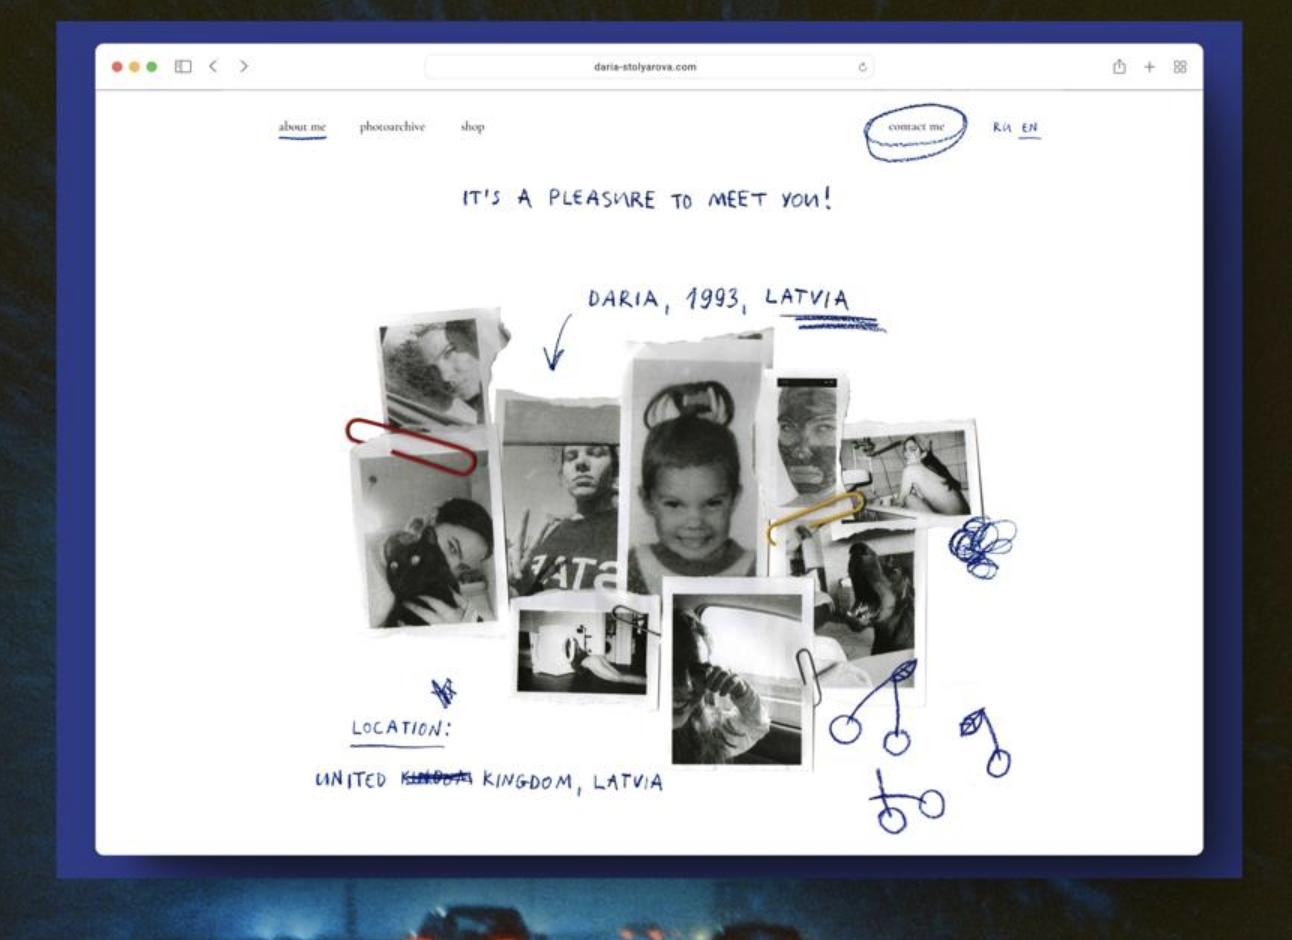 daria-stolyarova.com
about me photoarchive shop contact me RU EN
IT'S A PLEASURE TO MEET YOU!
DARIA, 1993, LATVIA
STAT
LOCATION:
UNITED KINGDOM, LATVIA